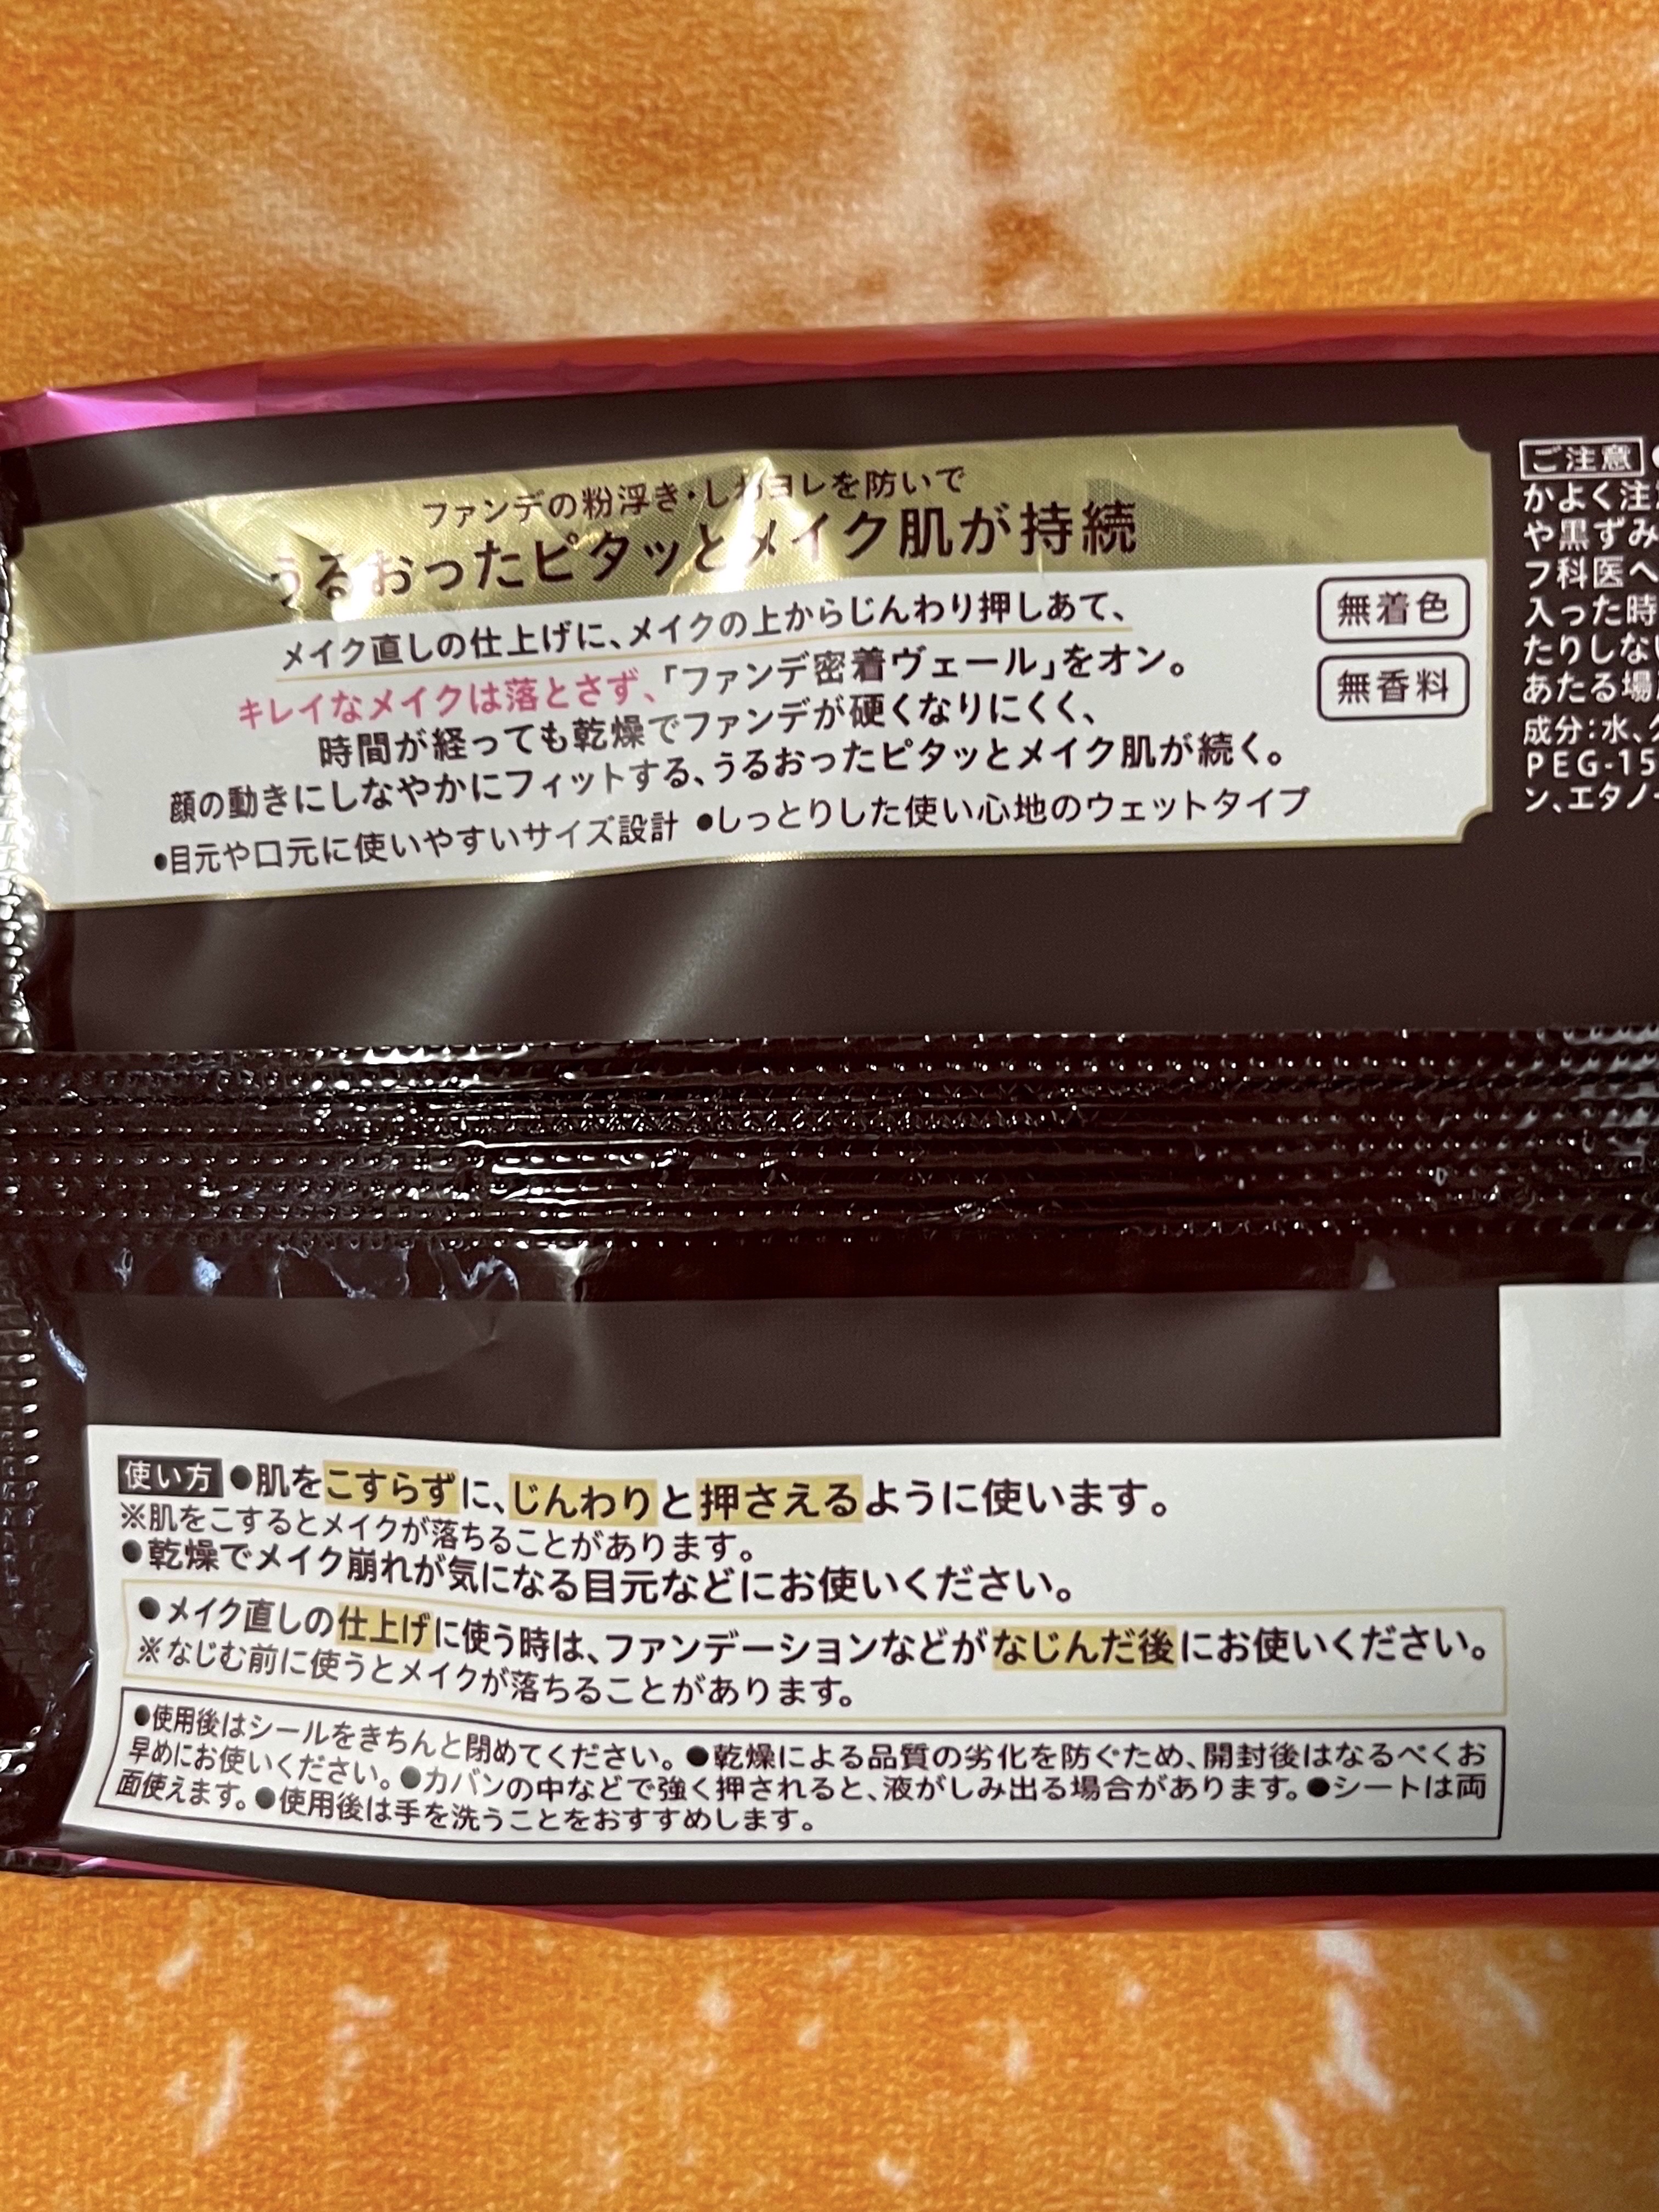 ファンデの粉浮き・しわヨレを防いで
うるおったピタッとメイク肌が持続
メイク直しの仕上げに、メイクの上からじんわり押しあて、
キレイなメイクは落とさず、「ファンデ密着ヴェール」をオン。
時間が経っても乾燥でファンデが硬くなりにくく、
顔の動きにしなやかにフィットする、うるおったピタッとメイク肌が続く。
●目元や口元に使いやすいサイズ設計 ●しっとりした使い心地のウェットタイプ
無着色
無香料
ご注意
かよく注
や黒ずみ
フ科医へ
入った時
たりしない
あたる場
成分:水、
PEG-15
ン、エタノ
使い方 ●肌をこすらずに、じんわりと押さえるように使います。
※肌をこするとメイクが落ちることがあります。
●乾燥でメイク崩れが気になる目元などにお使いください。
●メイク直しの仕上げに使う時は、ファンデーションなどがなじんだ後にお使いください。
※なじむ前に使うとメイクが落ちることがあります。
●使用後はシールをきちんと閉めてください。●乾燥による品質の劣化を防ぐため、開封後はなるべくお
早めにお使いください。●カバンの中などで強く押されると、液がしみ出る場合があります。●シートは両
面使えます。●使用後は手を洗うことをおすすめします。